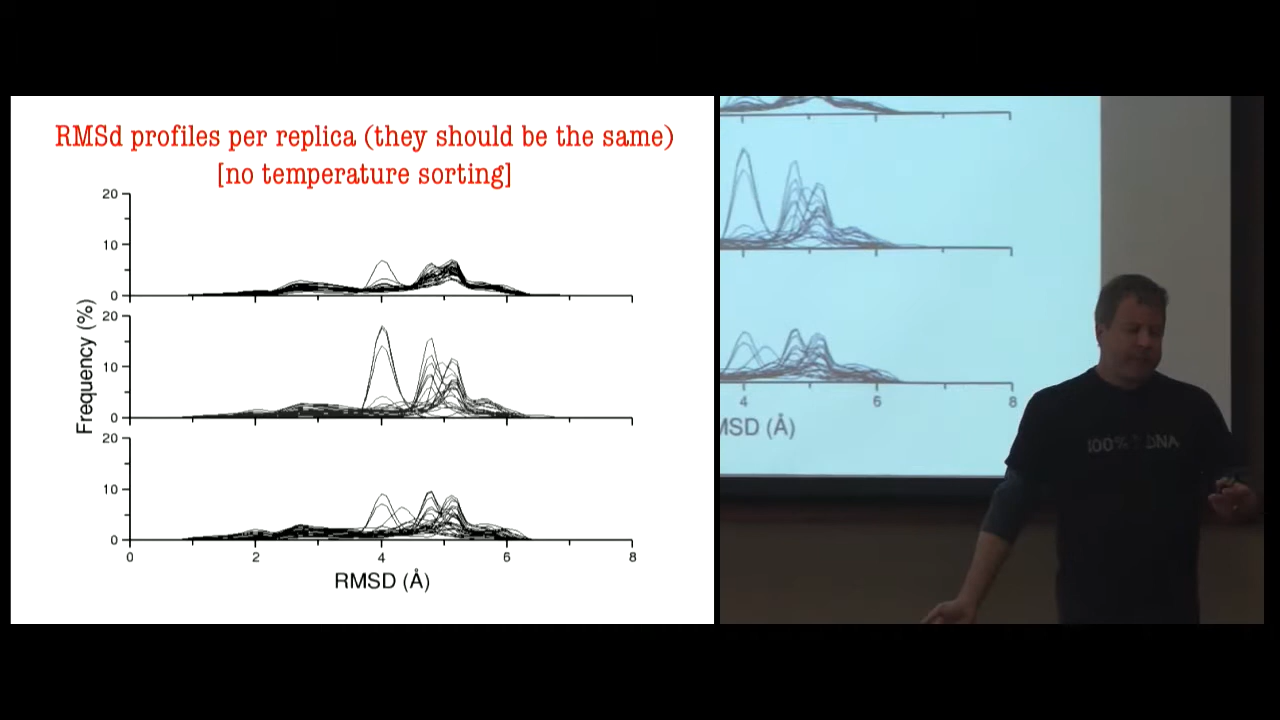 RMSd profiles per replica (they should be the same)
[no temperature sorting]
20
10
0
20
10
0
20
10
0
Frequency (%)
0 2 4 6 8
RMSD (Å)
4 6 8
MSD (Å)
100% DNA